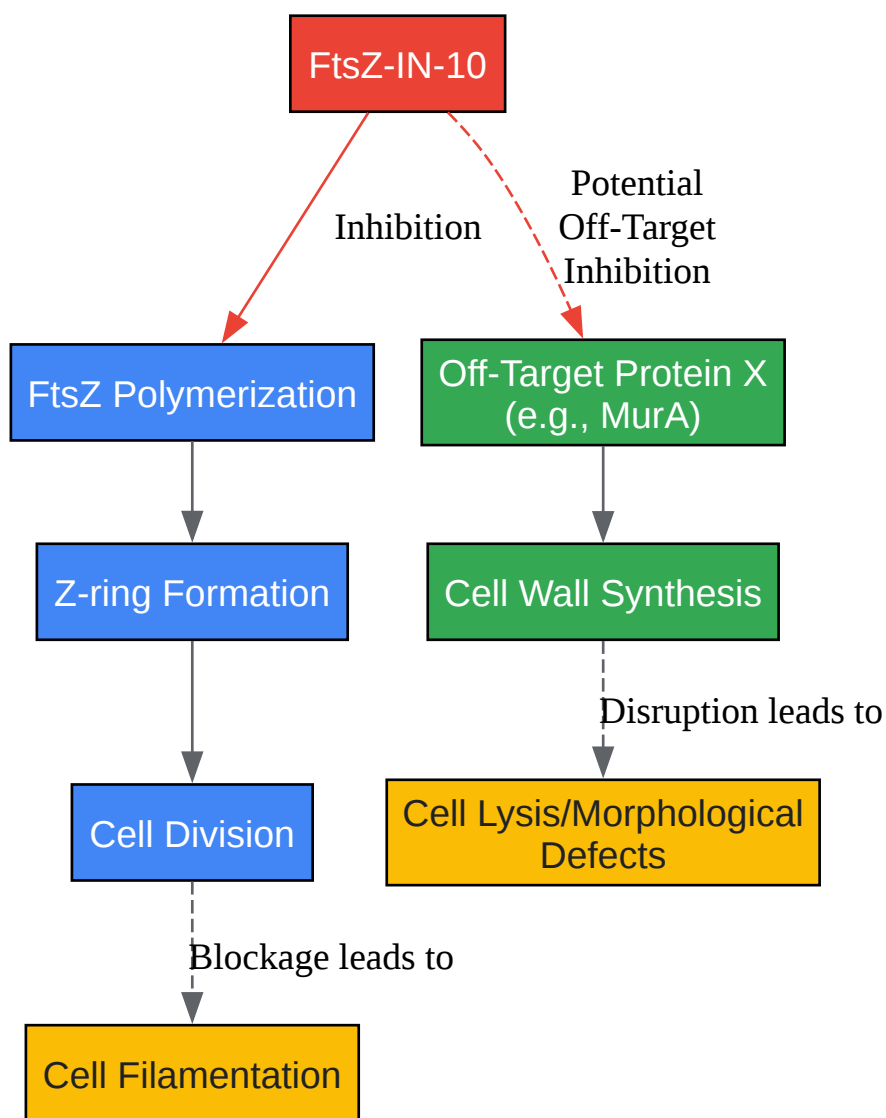 FtsZ-IN-10
Inhibition
Potential
Off-Target
Inhibition
FtsZ Polymerization
Off-Target Protein X
(e.g., MurA)
Z-ring Formation
Cell Wall Synthesis
Disruption leads to
Cell Division
Cell Lysis/Morphological
Defects
Blockage leads to
Cell Filamentation